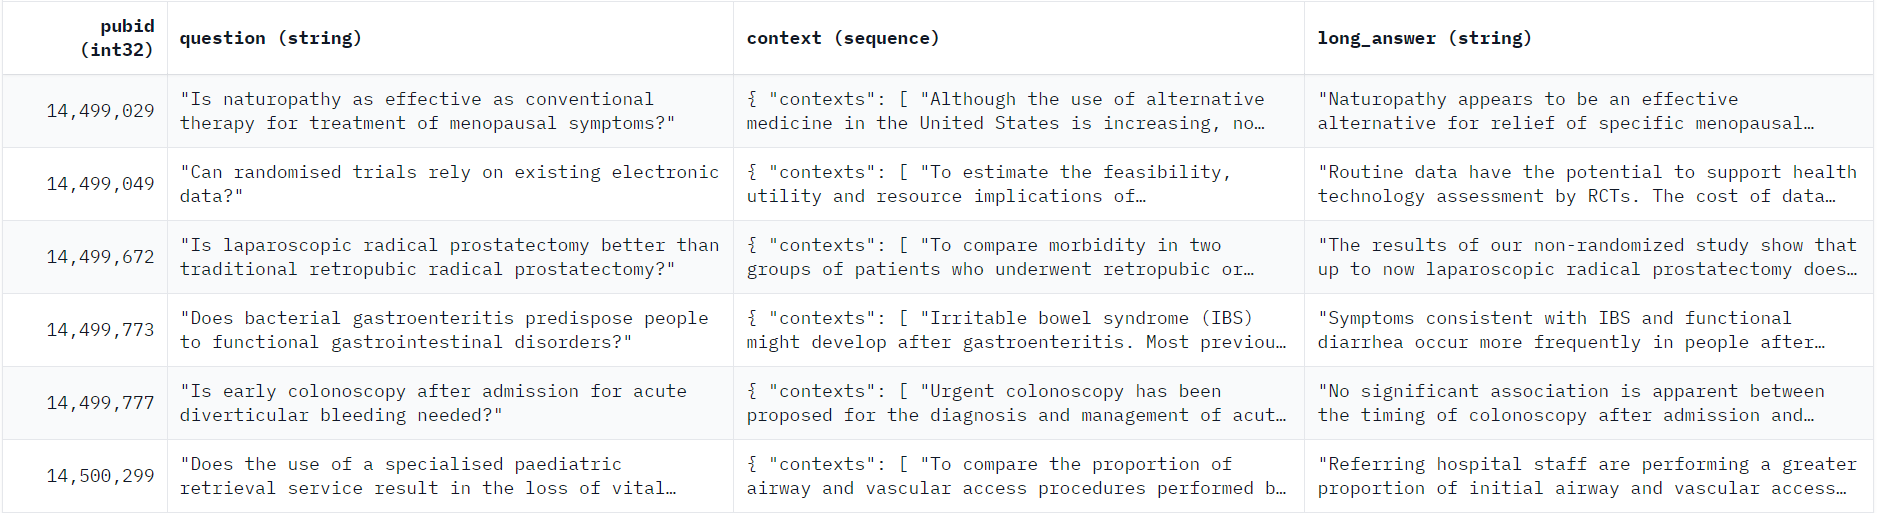 pubid
(int32)
question (string)
context (sequence)
long_answer (string)
14,499,029
"Is naturopathy as effective as conventional
therapy for treatment of menopausal symptoms?"
{ "contexts": [ "Although the use of alternative
medicine in the United States is increasing, no…
"Naturopathy appears to be an effective
alternative for relief of specific menopausal…
14,499,049
"Can randomised trials rely on existing electronic
data?"
{ "contexts": [ "To estimate the feasibility,
utility and resource implications of…
"Routine data have the potential to support health
technology assessment by RCTs. The cost of data…
14,499,672
"Is laparoscopic radical prostatectomy better than
traditional retropubic radical prostatectomy?"
{ "contexts": [ "To compare morbidity in two
groups of patients who underwent retropubic or…
"The results of our non-randomized study show that
up to now laparoscopic radical prostatectomy does…
14,499,773
"Does bacterial gastroenteritis predispose people
to functional gastrointestinal disorders?"
{ "contexts": [ "Irritable bowel syndrome (IBS)
might develop after gastroenteritis. Most previou…
"Symptoms consistent with IBS and functional
diarrhea occur more frequently in people after…
14,499,777
"Is early colonoscopy after admission for acute
diverticular bleeding needed?"
{ "contexts": [ "Urgent colonoscopy has been
proposed for the diagnosis and management of acut…
"No significant association is apparent between
the timing of colonoscopy after admission and…
14,500,299
"Does the use of a specialised paediatric
retrieval service result in the loss of vital…
{ "contexts": [ "To compare the proportion of
airway and vascular access procedures performed b…
"Referring hospital staff are performing a greater
proportion of initial airway and vascular access…